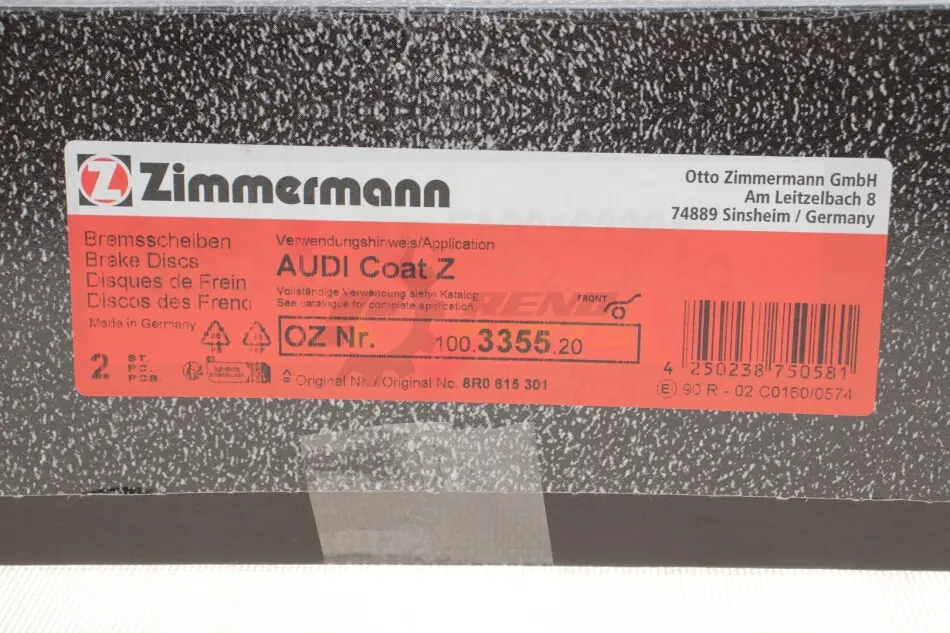 Z Zimmermann
Otto Zimmermann GmbH
Am Leitzelbach 8
74889 Sinsheim / Germany
Bremsscheiben
Brake Discs
Disques de Frein
Discos des Freno
Made in Germany
Verwendungshinweis/Application
AUDI Coat Z
Vollständige Verwendung siehe Katalog
See catalogue for complete application
FRONT
OZ Nr. 100.3355.20
2. ST.
PC.
PCS.
Original Nr. / Original No. 8R0 615 301
4 250238 750581
E 90 R - 02 C0160/0574